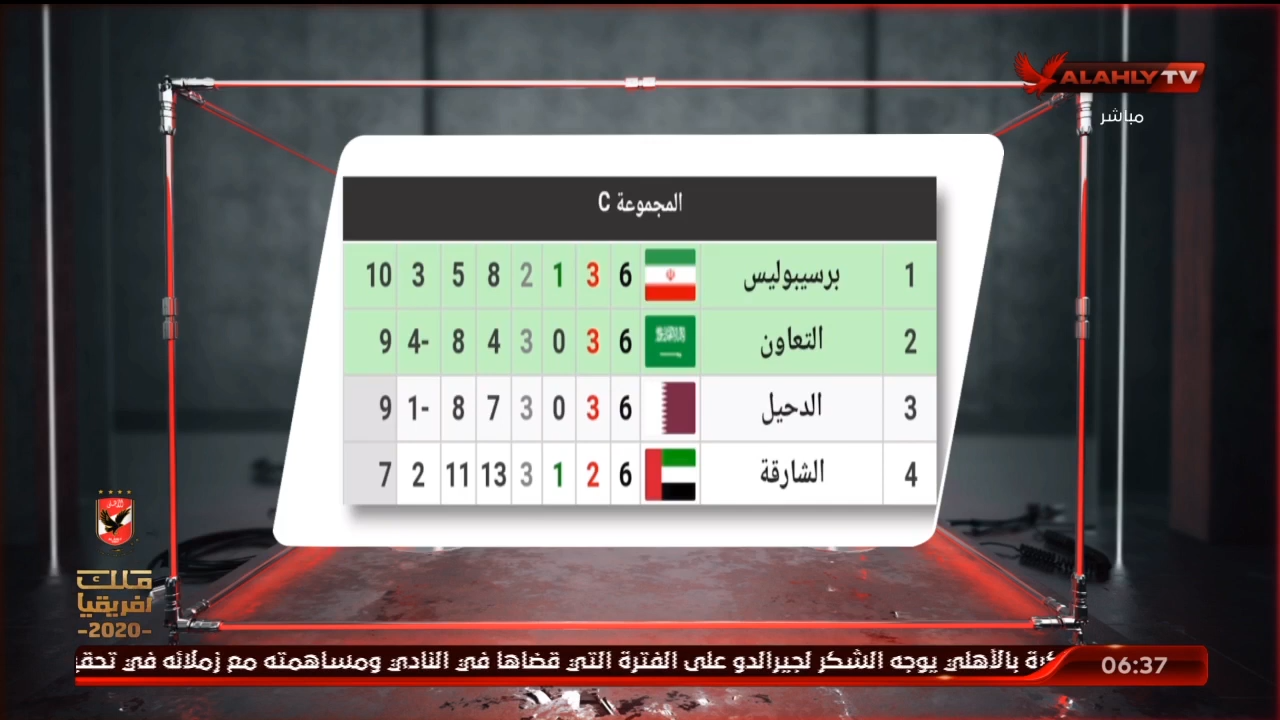 ALAHLY TV
مباشر
المجموعة C
1 برسيبوليس 6 3 1 2 8 5 3 10
2 التعاون 6 3 0 3 4 8 4- 9
3 الدحيل 6 3 0 3 7 8 1- 9
4 الشارقة 6 2 1 3 13 11 2 7
ملك
افريقيا
-2020-
06:37 كرة بالأهلي يوجه الشكر لجيرالدو على الفترة التي قضاها في النادي ومساهمته مع زملائه في تحقي